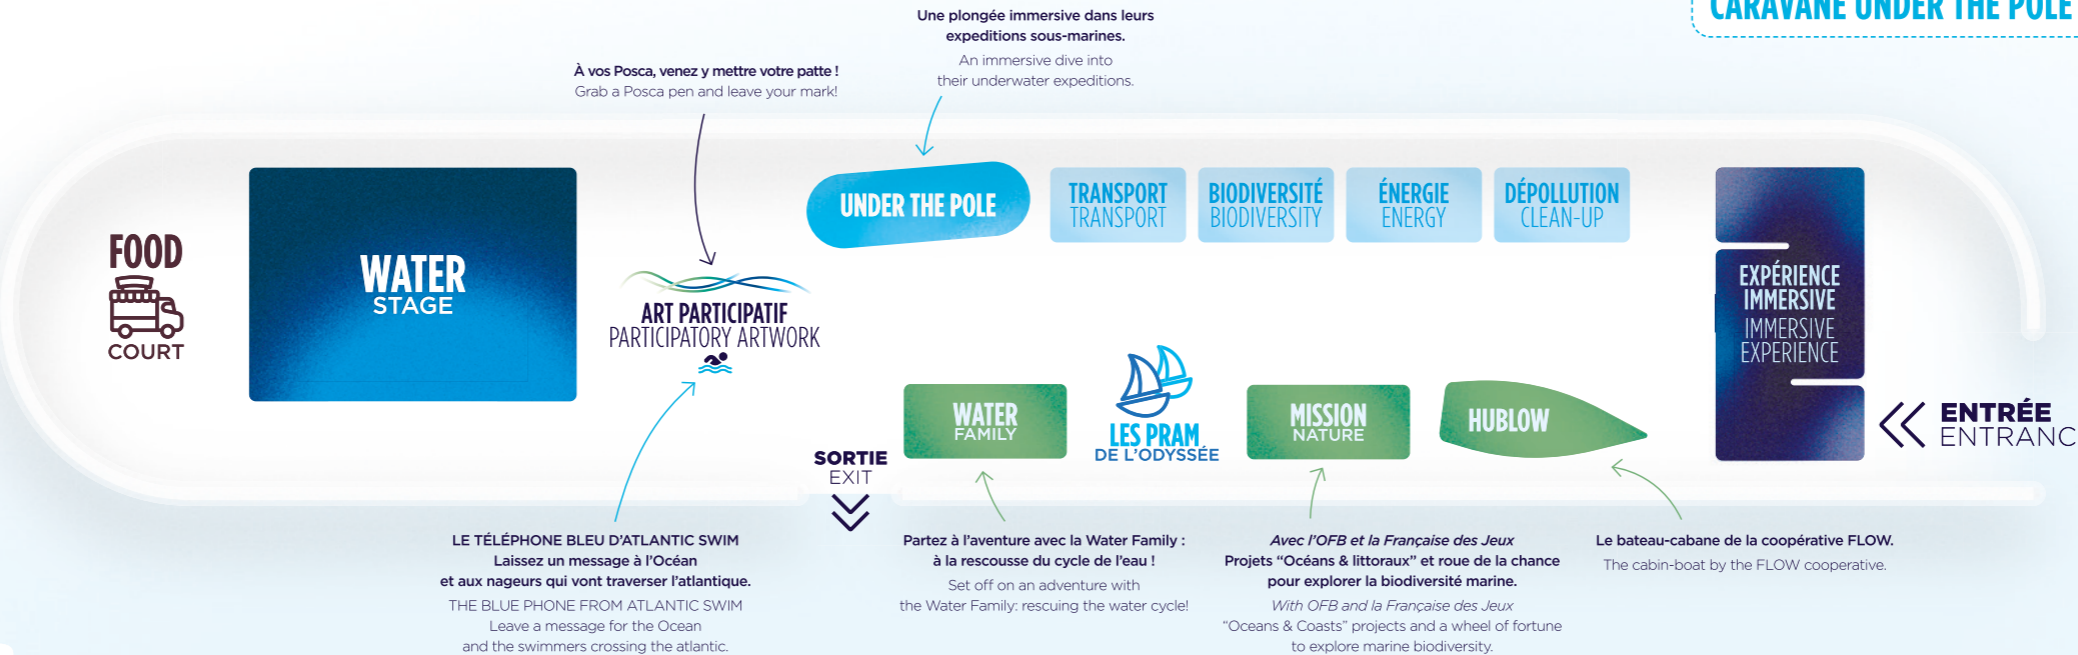 CARAVANE UNDER THE POLE
Une plongée immersive dans leurs
expeditions sous-marines.
An immersive dive into
their underwater expeditions.
À vos Posca, venez y mettre votre patte !
Grab a Posca pen and leave your mark!
FOOD
COURT
WATER
STAGE
ART PARTICIPATIF
PARTICIPATORY ARTWORK
UNDER THE POLE
TRANSPORT
TRANSPORT
BIODIVERSITÉ
BIODIVERSITY
ÉNERGIE
ENERGY
DÉPOLLUTION
CLEAN-UP
EXPÉRIENCE
IMMERSIVE
IMMERSIVE
EXPERIENCE
ENTRÉE
ENTRANC
WATER
FAMILY
LES PRAM
DE L'ODYSSÉE
MISSION
NATURE
HUBLOW
SORTIE
EXIT
LE TÉLÉPHONE BLEU D'ATLANTIC SWIM
Laissez un message à l'Océan
et aux nageurs qui vont traverser l'atlantique.
THE BLUE PHONE FROM ATLANTIC SWIM
Leave a message for the Ocean
and the swimmers crossing the atlantic.
Partez à l'aventure avec la Water Family :
à la rescousse du cycle de l'eau !
Set off on an adventure with
the Water Family: rescuing the water cycle!
Avec l'OFB et la Française des Jeux
Projets “Océans & littoraux” et roue de la chance
pour explorer la biodiversité marine.
With OFB and la Française des Jeux
“Oceans & Coasts” projects and a wheel of fortune
to explore marine biodiversity.
Le bateau-cabane de la coopérative FLOW.
The cabin-boat by the FLOW cooperative.